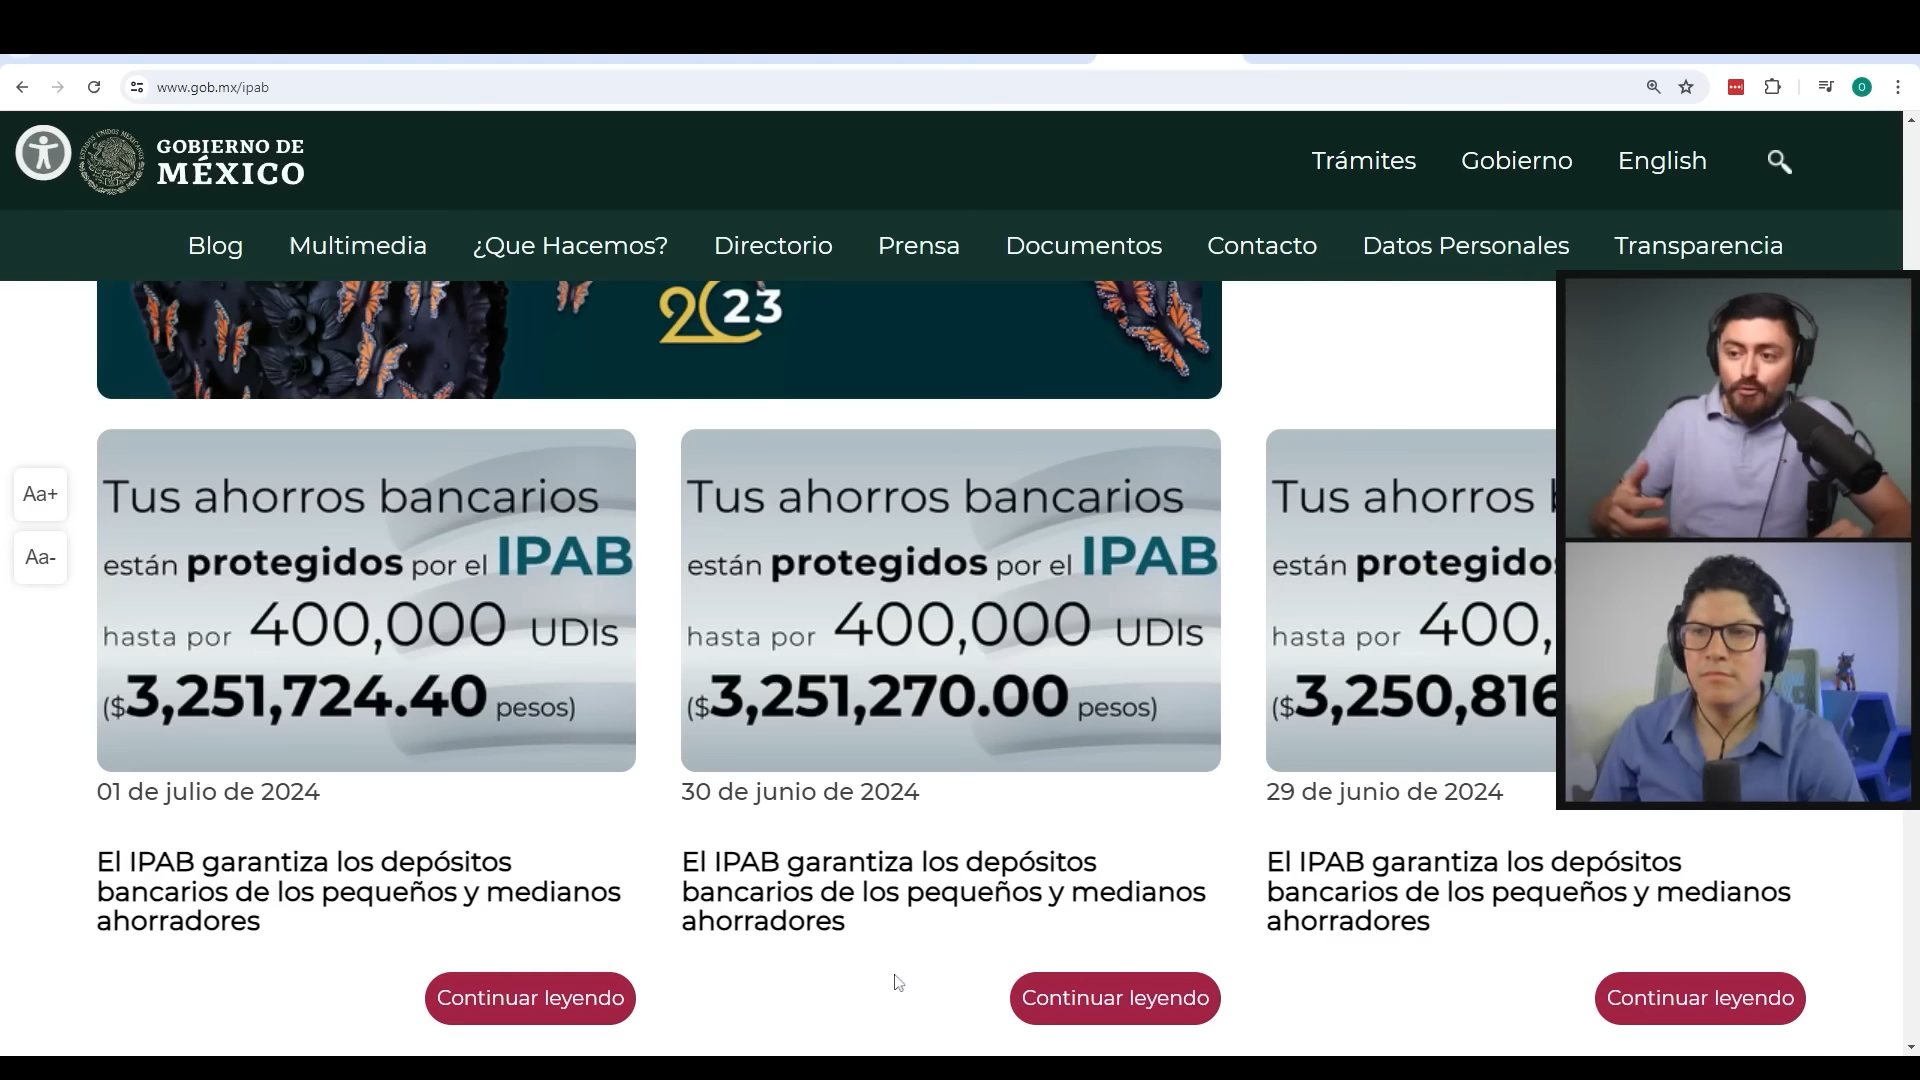 www.gob.mx/ipab
O
GOBIERNO DE
MÉXICO
Trámites
Gobierno
English
Blog
Multimedia
¿Que Hacemos?
Directorio
Prensa
Documentos
Contacto
Datos Personales
Transparencia
2023
Aa+
Aa-
Tus ahorros bancarios
están protegidos por el IPAB
hasta por 400,000 UDIs
($3,251,724.40 pesos)
01 de julio de 2024
El IPAB garantiza los depósitos
bancarios de los pequeños y medianos
ahorradores
Continuar leyendo
Tus ahorros bancarios
están protegidos por el IPAB
hasta por 400,000 UDIs
($3,251,270.00 pesos)
30 de junio de 2024
El IPAB garantiza los depósitos
bancarios de los pequeños y medianos
ahorradores
Continuar leyendo
Tus ahorros
están protegido
hasta por 400,
($3,250,816
29 de junio de 2024
El IPAB garantiza los depósitos
bancarios de los pequeños y medianos
ahorradores
Continuar leyendo